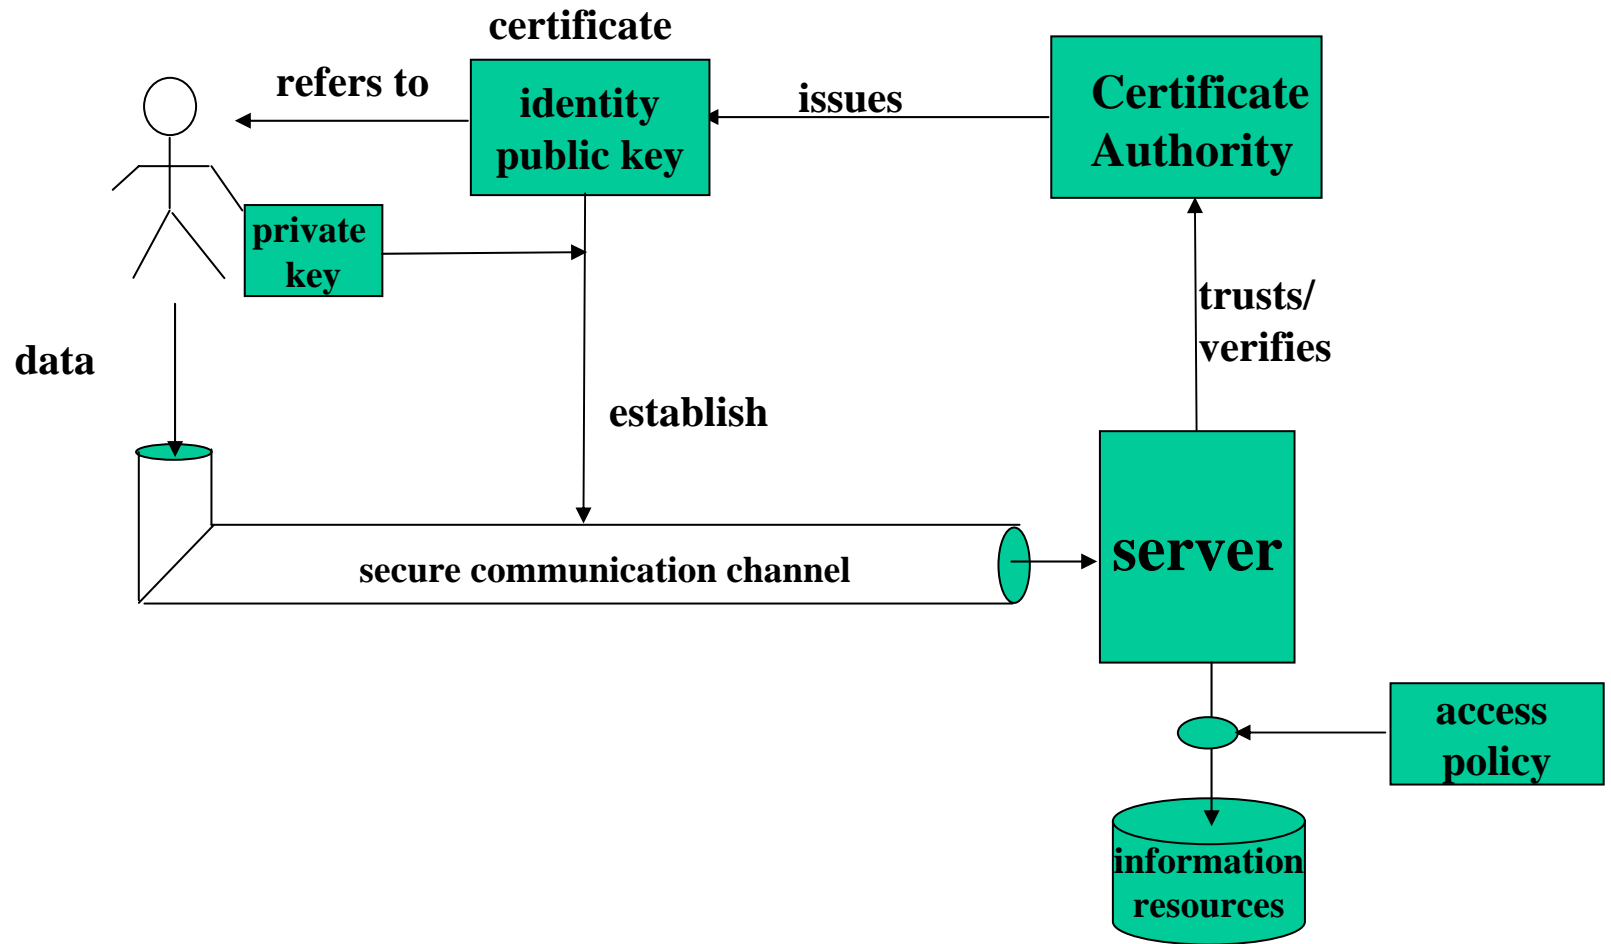 certificate
refers to
identity
public key
issues
Certificate
Authority
private
key
trusts/
verifies
data
establish
server
secure communication channel
access
policy
information
resources